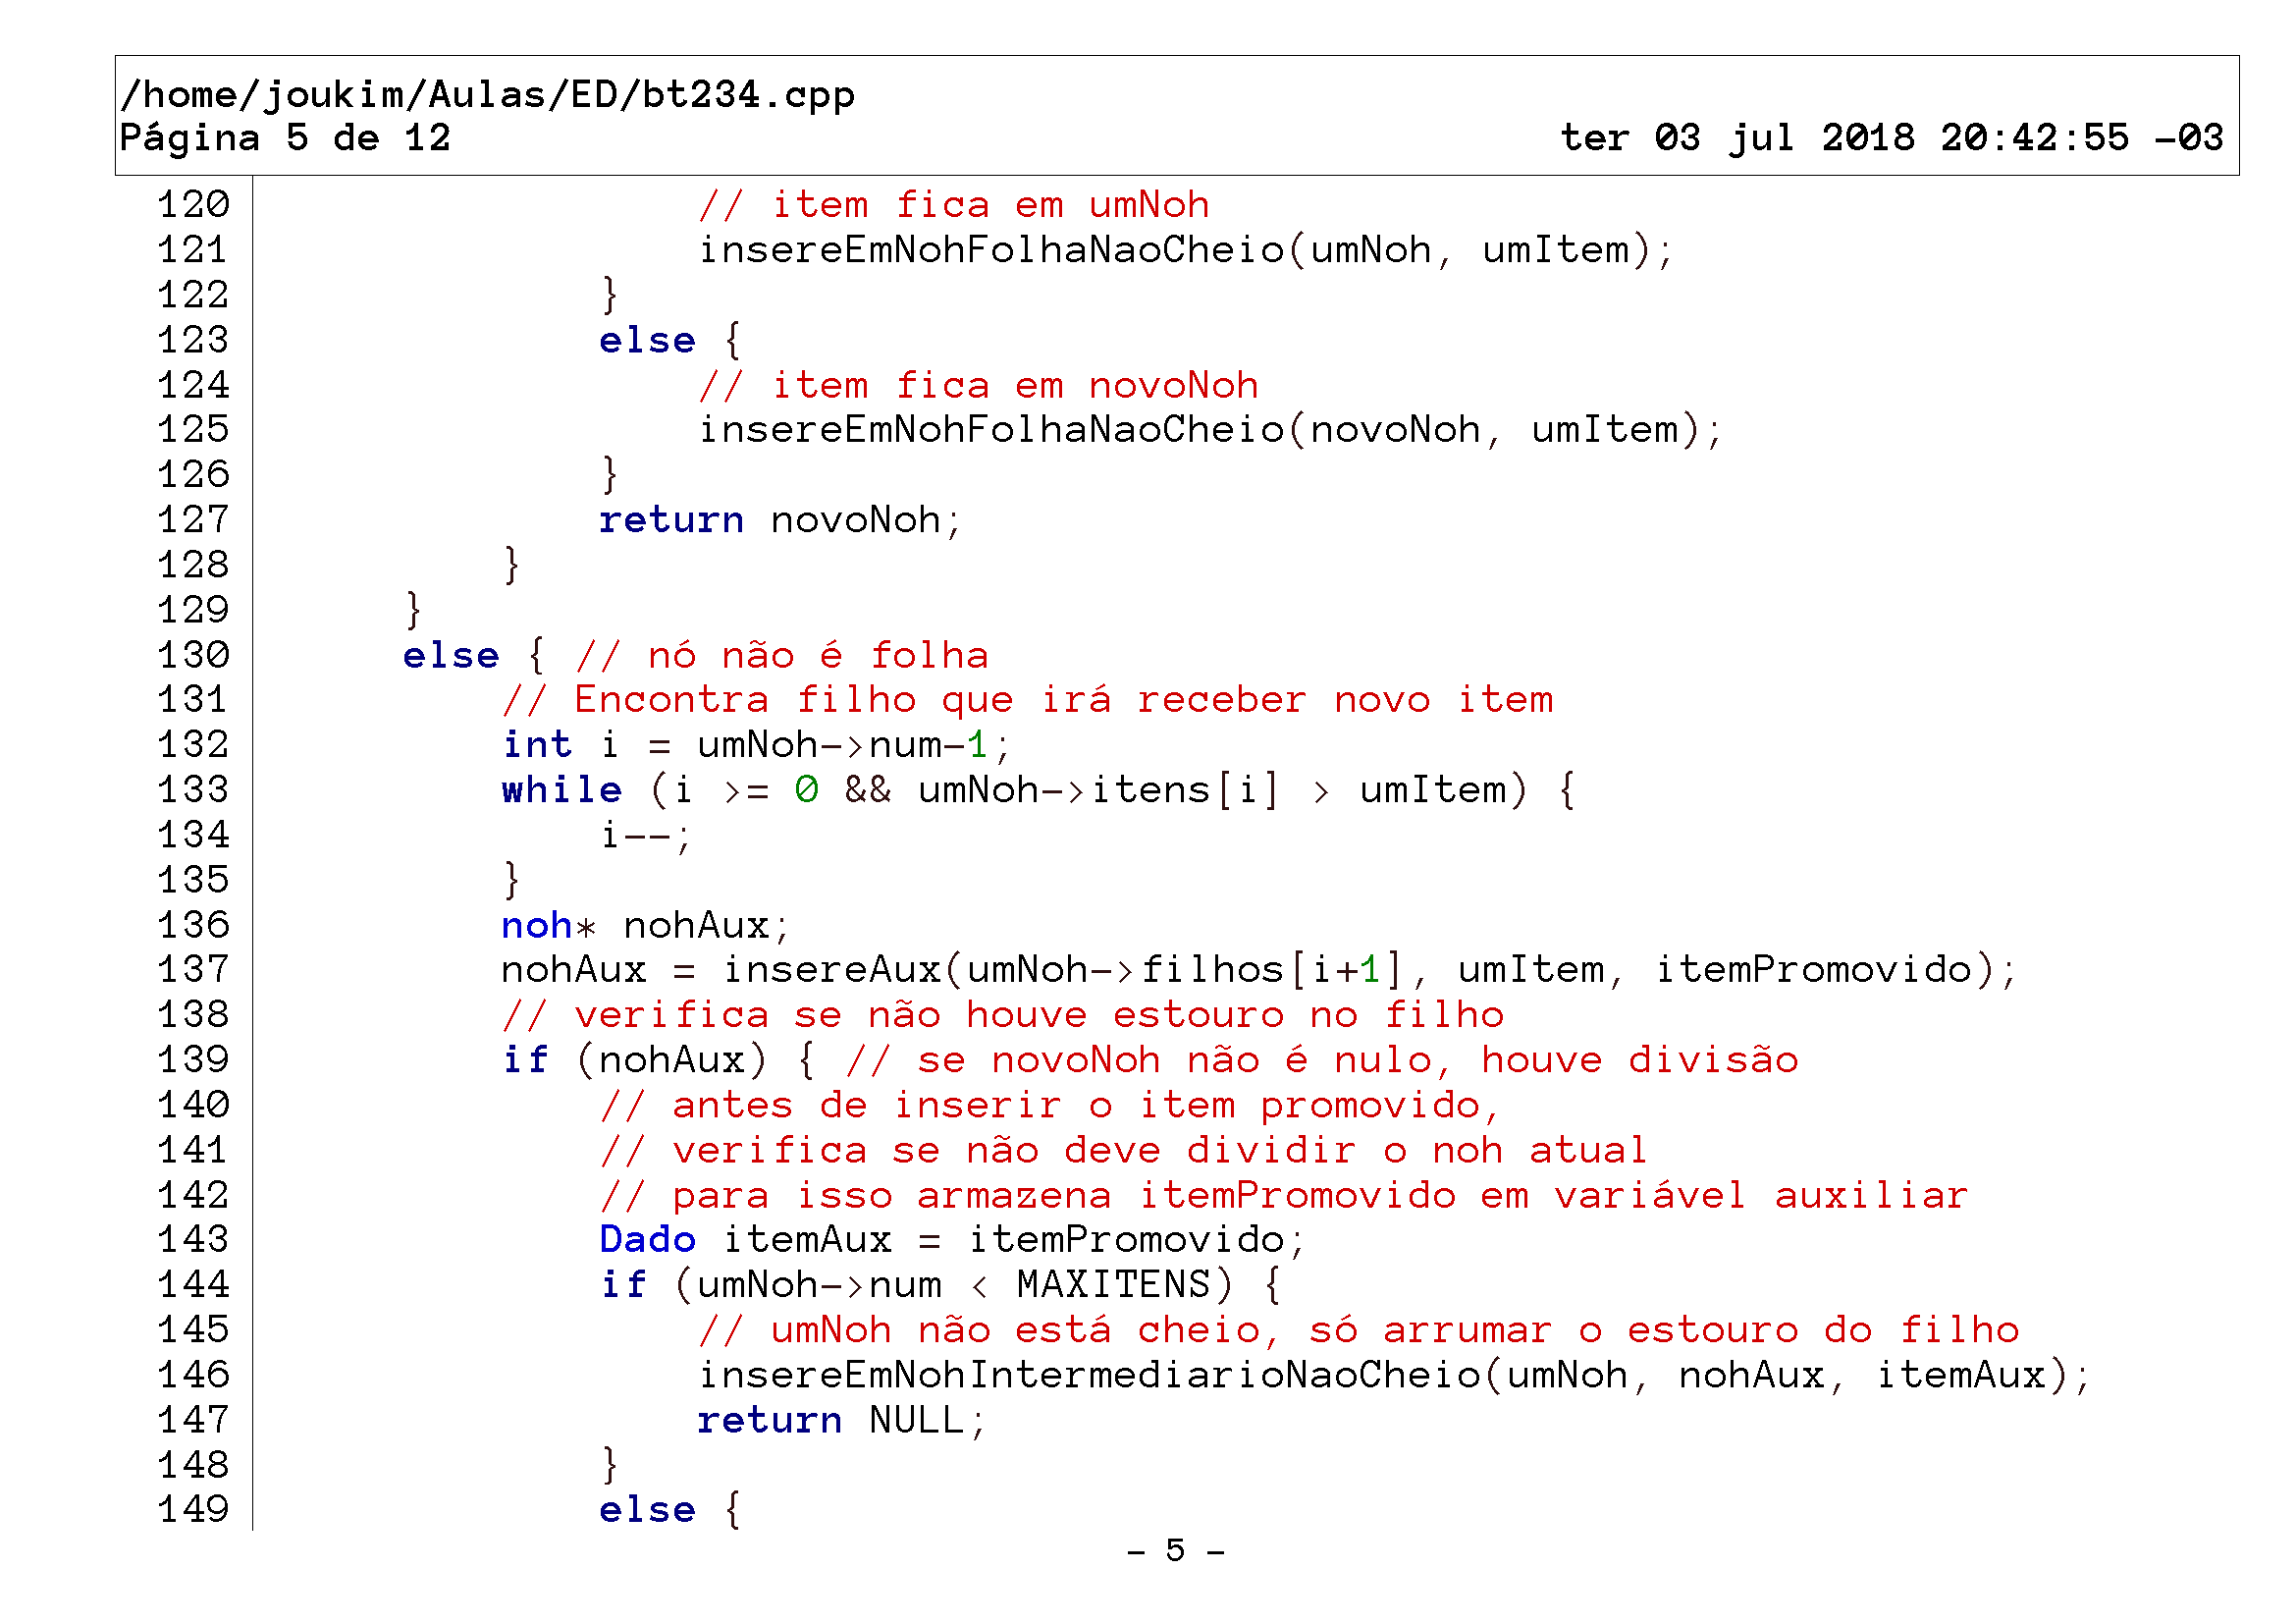 /home/joukim/Aulas/ED/bt234.cpp
Página 5 de 12 ter 03 jul 2018 20:42:55 -03
120 // item fica em umNoh
121 insereEmNohFolhaNaoCheio(umNoh, umItem);
122 }
123 else {
124 // item fica em novoNoh
125 insereEmNohFolhaNaoCheio(novoNoh, umItem);
126 }
127 return novoNoh;
128 }
129 }
130 else { // nó não é folha
131 // Encontra filho que irá receber novo item
132 int i = umNoh->num-1;
133 while (i >= 0 && umNoh->itens[i] > umItem) {
134 i--;
135 }
136 noh* nohAux;
137 nohAux = insereAux(umNoh->filhos[i+1], umItem, itemPromovido);
138 // verifica se não houve estouro no filho
139 if (nohAux) { // se novoNoh não é nulo, houve divisão
140 // antes de inserir o item promovido,
141 // verifica se não deve dividir o noh atual
142 // para isso armazena itemPromovido em variável auxiliar
143 Dado itemAux = itemPromovido;
144 if (umNoh->num < MAXITENS) {
145 // umNoh não está cheio, só arrumar o estouro do filho
146 insereEmNohIntermediarioNaoCheio(umNoh, nohAux, itemAux);
147 return NULL;
148 }
149 else {
- 5 -